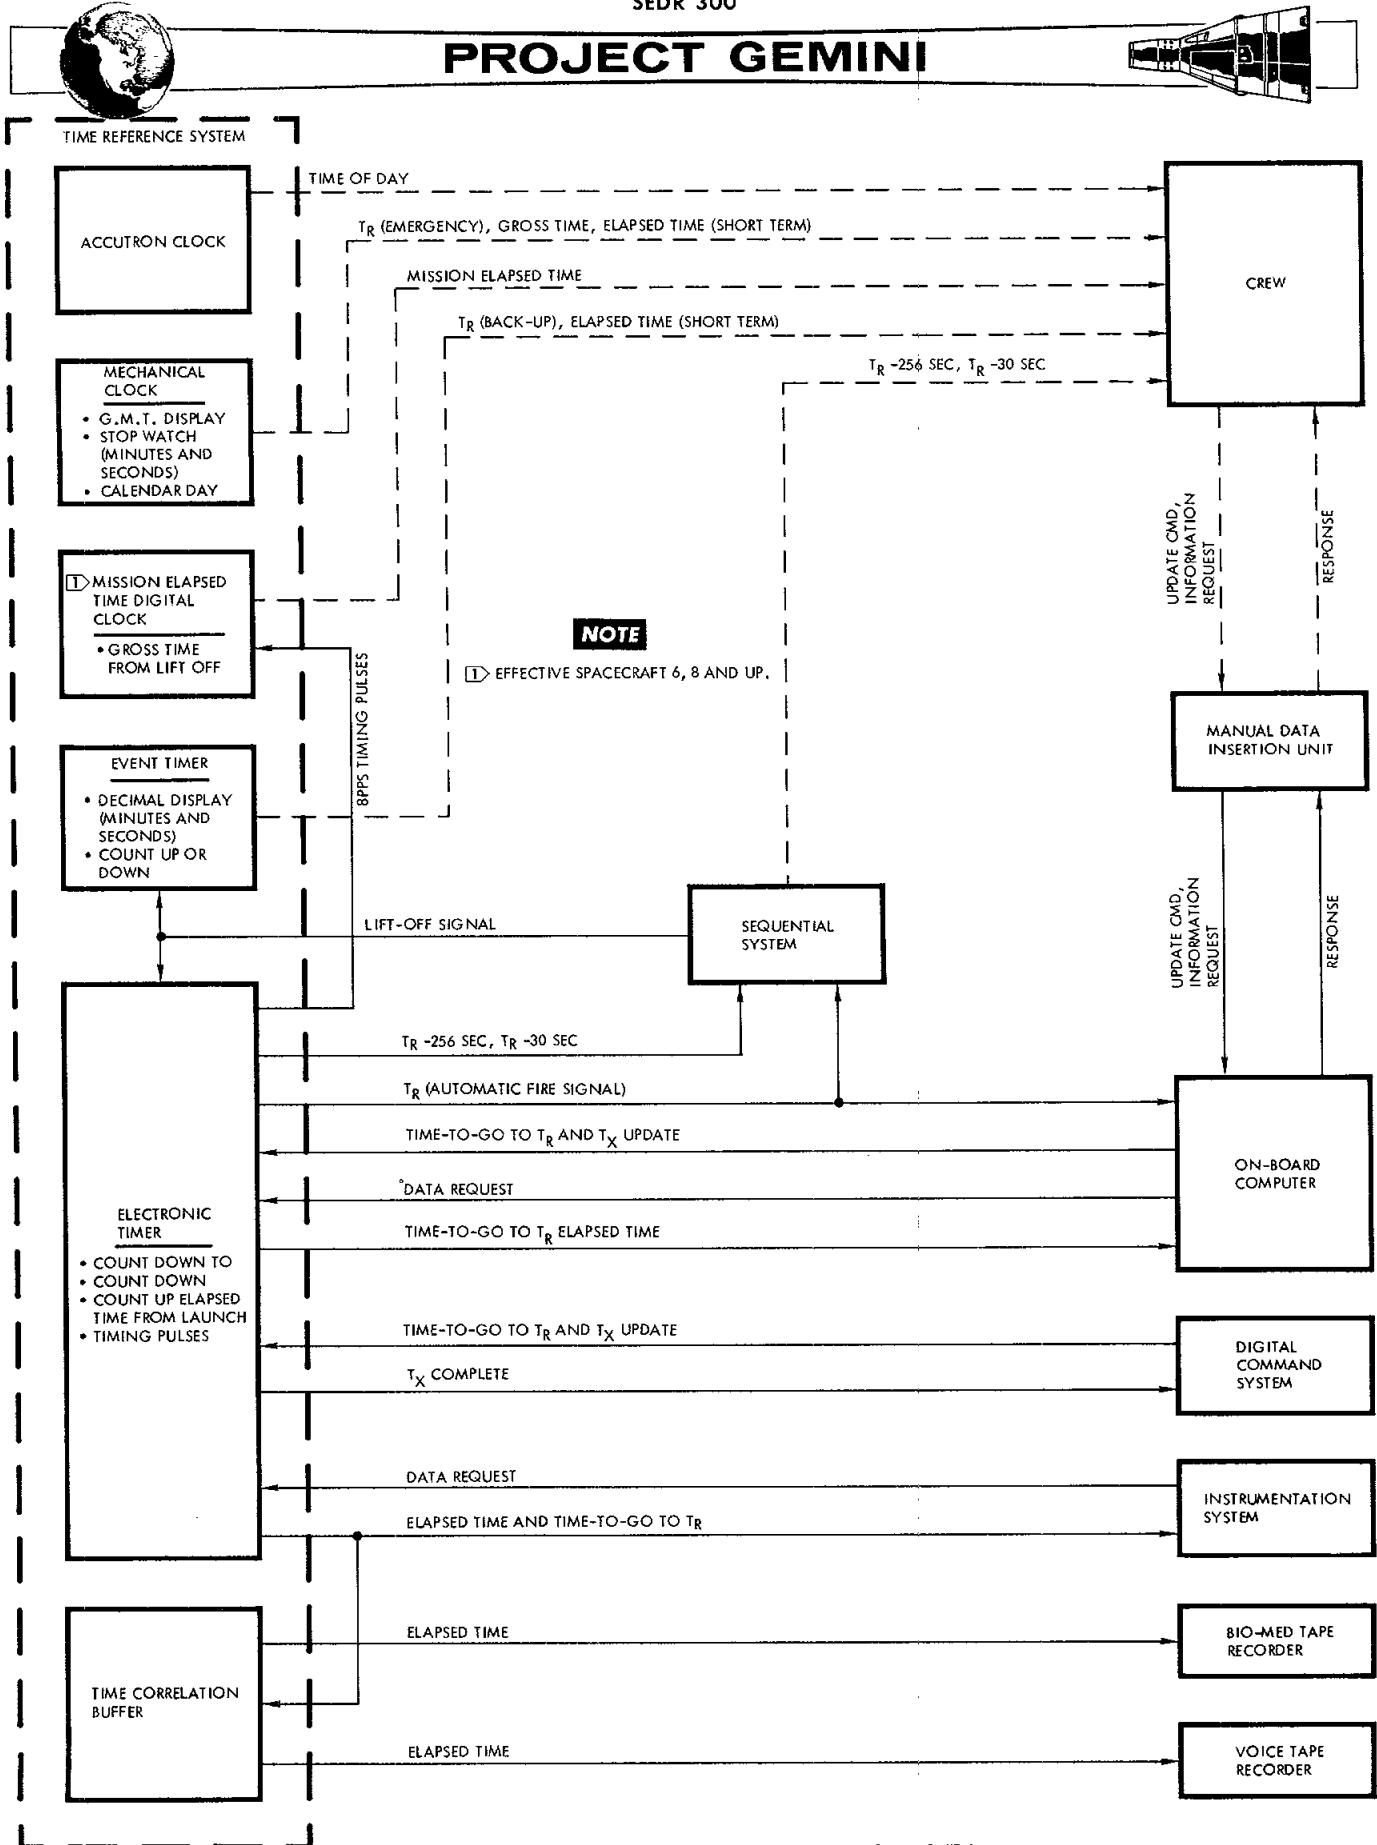 SEDR 300
PROJECT GEMINI
TIME REFERENCE SYSTEM
ACCUTRON CLOCK
TIME OF DAY
TR (EMERGENCY), GROSS TIME, ELAPSED TIME (SHORT TERM)
MISSION ELAPSED TIME
TR (BACK-UP), ELAPSED TIME (SHORT TERM)
TR -256 SEC, TR -30 SEC
CREW
MECHANICAL
CLOCK
• G.M.T. DISPLAY
• STOP WATCH
(MINUTES AND
SECONDS)
• CALENDAR DAY
UPDATE CMD,
INFORMATION
REQUEST
RESPONSE
1 MISSION ELAPSED
TIME DIGITAL
CLOCK
• GROSS TIME
FROM LIFT OFF
8PPS TIMING PULSES
NOTE
1 EFFECTIVE SPACECRAFT 6, 8 AND UP.
MANUAL DATA
INSERTION UNIT
EVENT TIMER
• DECIMAL DISPLAY
(MINUTES AND
SECONDS)
• COUNT UP OR
DOWN
LIFT-OFF SIGNAL
SEQUENTIAL
SYSTEM
UPDATE CMD,
INFORMATION
REQUEST
RESPONSE
TR -256 SEC, TR -30 SEC
TR (AUTOMATIC FIRE SIGNAL)
TIME-TO-GO TO TR AND TX UPDATE
DATA REQUEST
TIME-TO-GO TO TR ELAPSED TIME
ON-BOARD
COMPUTER
ELECTRONIC
TIMER
• COUNT DOWN TO
• COUNT DOWN
• COUNT UP ELAPSED
TIME FROM LAUNCH
• TIMING PULSES
TIME-TO-GO TO TR AND TX UPDATE
TX COMPLETE
DIGITAL
COMMAND
SYSTEM
DATA REQUEST
ELAPSED TIME AND TIME-TO-GO TO TR
INSTRUMENTATION
SYSTEM
TIME CORRELATION
BUFFER
ELAPSED TIME
BIO-MED TAPE
RECORDER
ELAPSED TIME
VOICE TAPE
RECORDER